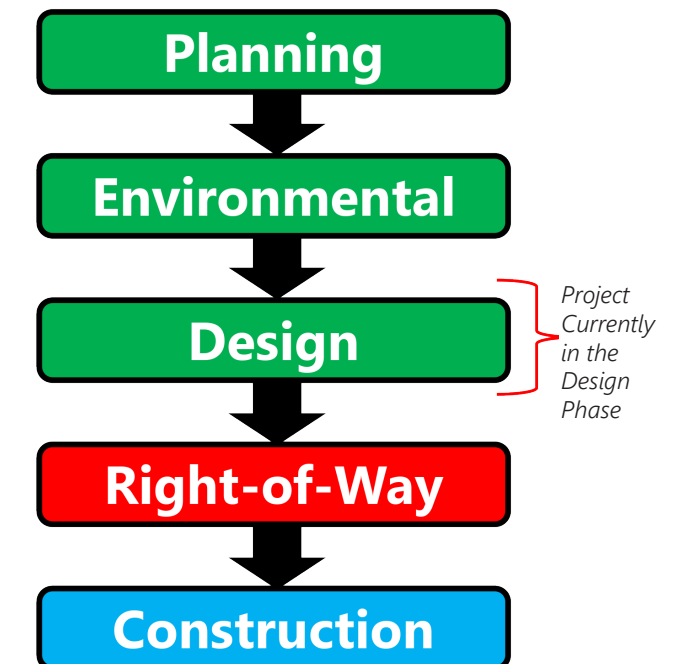 Planning
Environmental
Design
Project
Currently
in the
Design
Phase
Right-of-Way
Construction